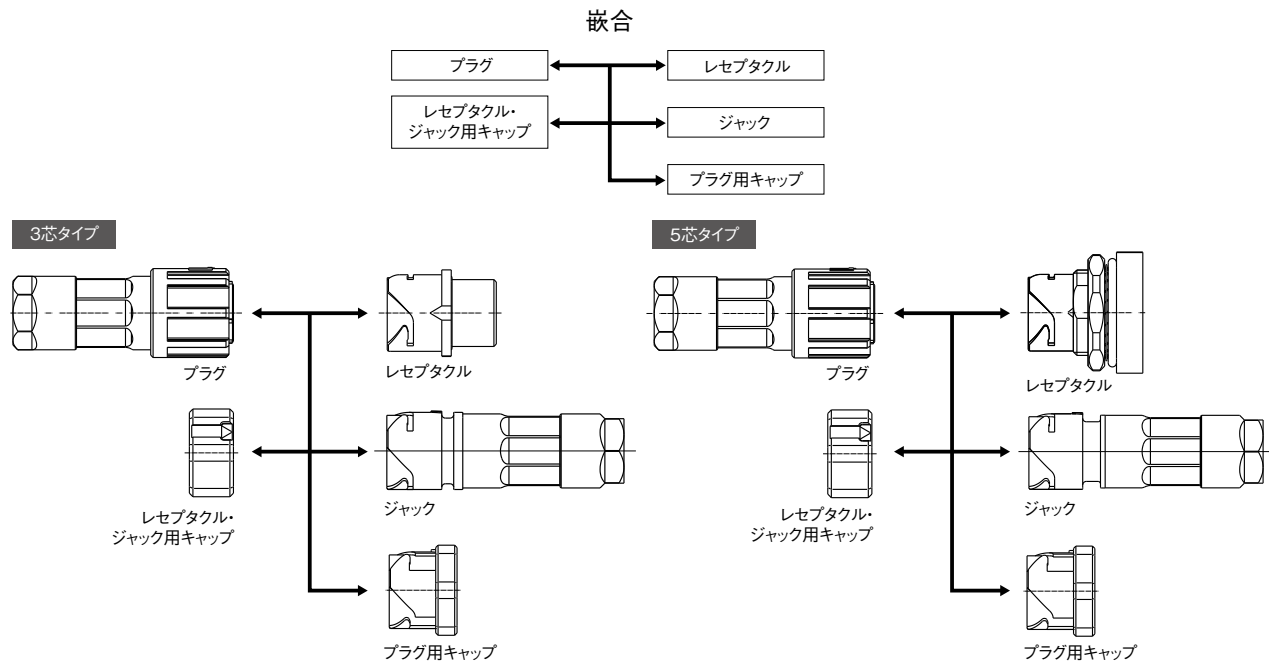 嵌合
プラグ
レセプタクル
レセプタクル・
ジャック用キャップ
ジャック
プラグ用キャップ
3芯タイプ
プラグ
レセプタクル
レセプタクル・
ジャック用キャップ
ジャック
プラグ用キャップ
5芯タイプ
プラグ
レセプタクル
レセプタクル・
ジャック用キャップ
ジャック
プラグ用キャップ